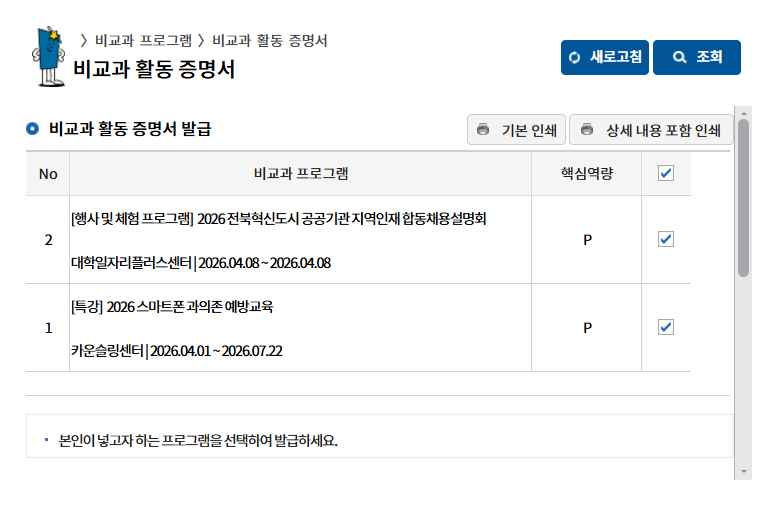 〉비교과 프로그램 〉비교과 활동 증명서
비교과 활동 증명서
새로고침
조회
비교과 활동 증명서 발급
기본 인쇄
상세 내용 포함 인쇄
No 비교과 프로그램 핵심역량
2 [행사 및 체험 프로그램] 2026 전북혁신도시 공공기관 지역인재 합동채용설명회 P
대학일자리플러스센터 | 2026.04.08 ~ 2026.04.08
1 [특강] 2026 스마트폰 과의존 예방교육 P
카운슬링센터 | 2026.04.01 ~ 2026.07.22
본인이 넣고자 하는 프로그램을 선택하여 발급하세요.